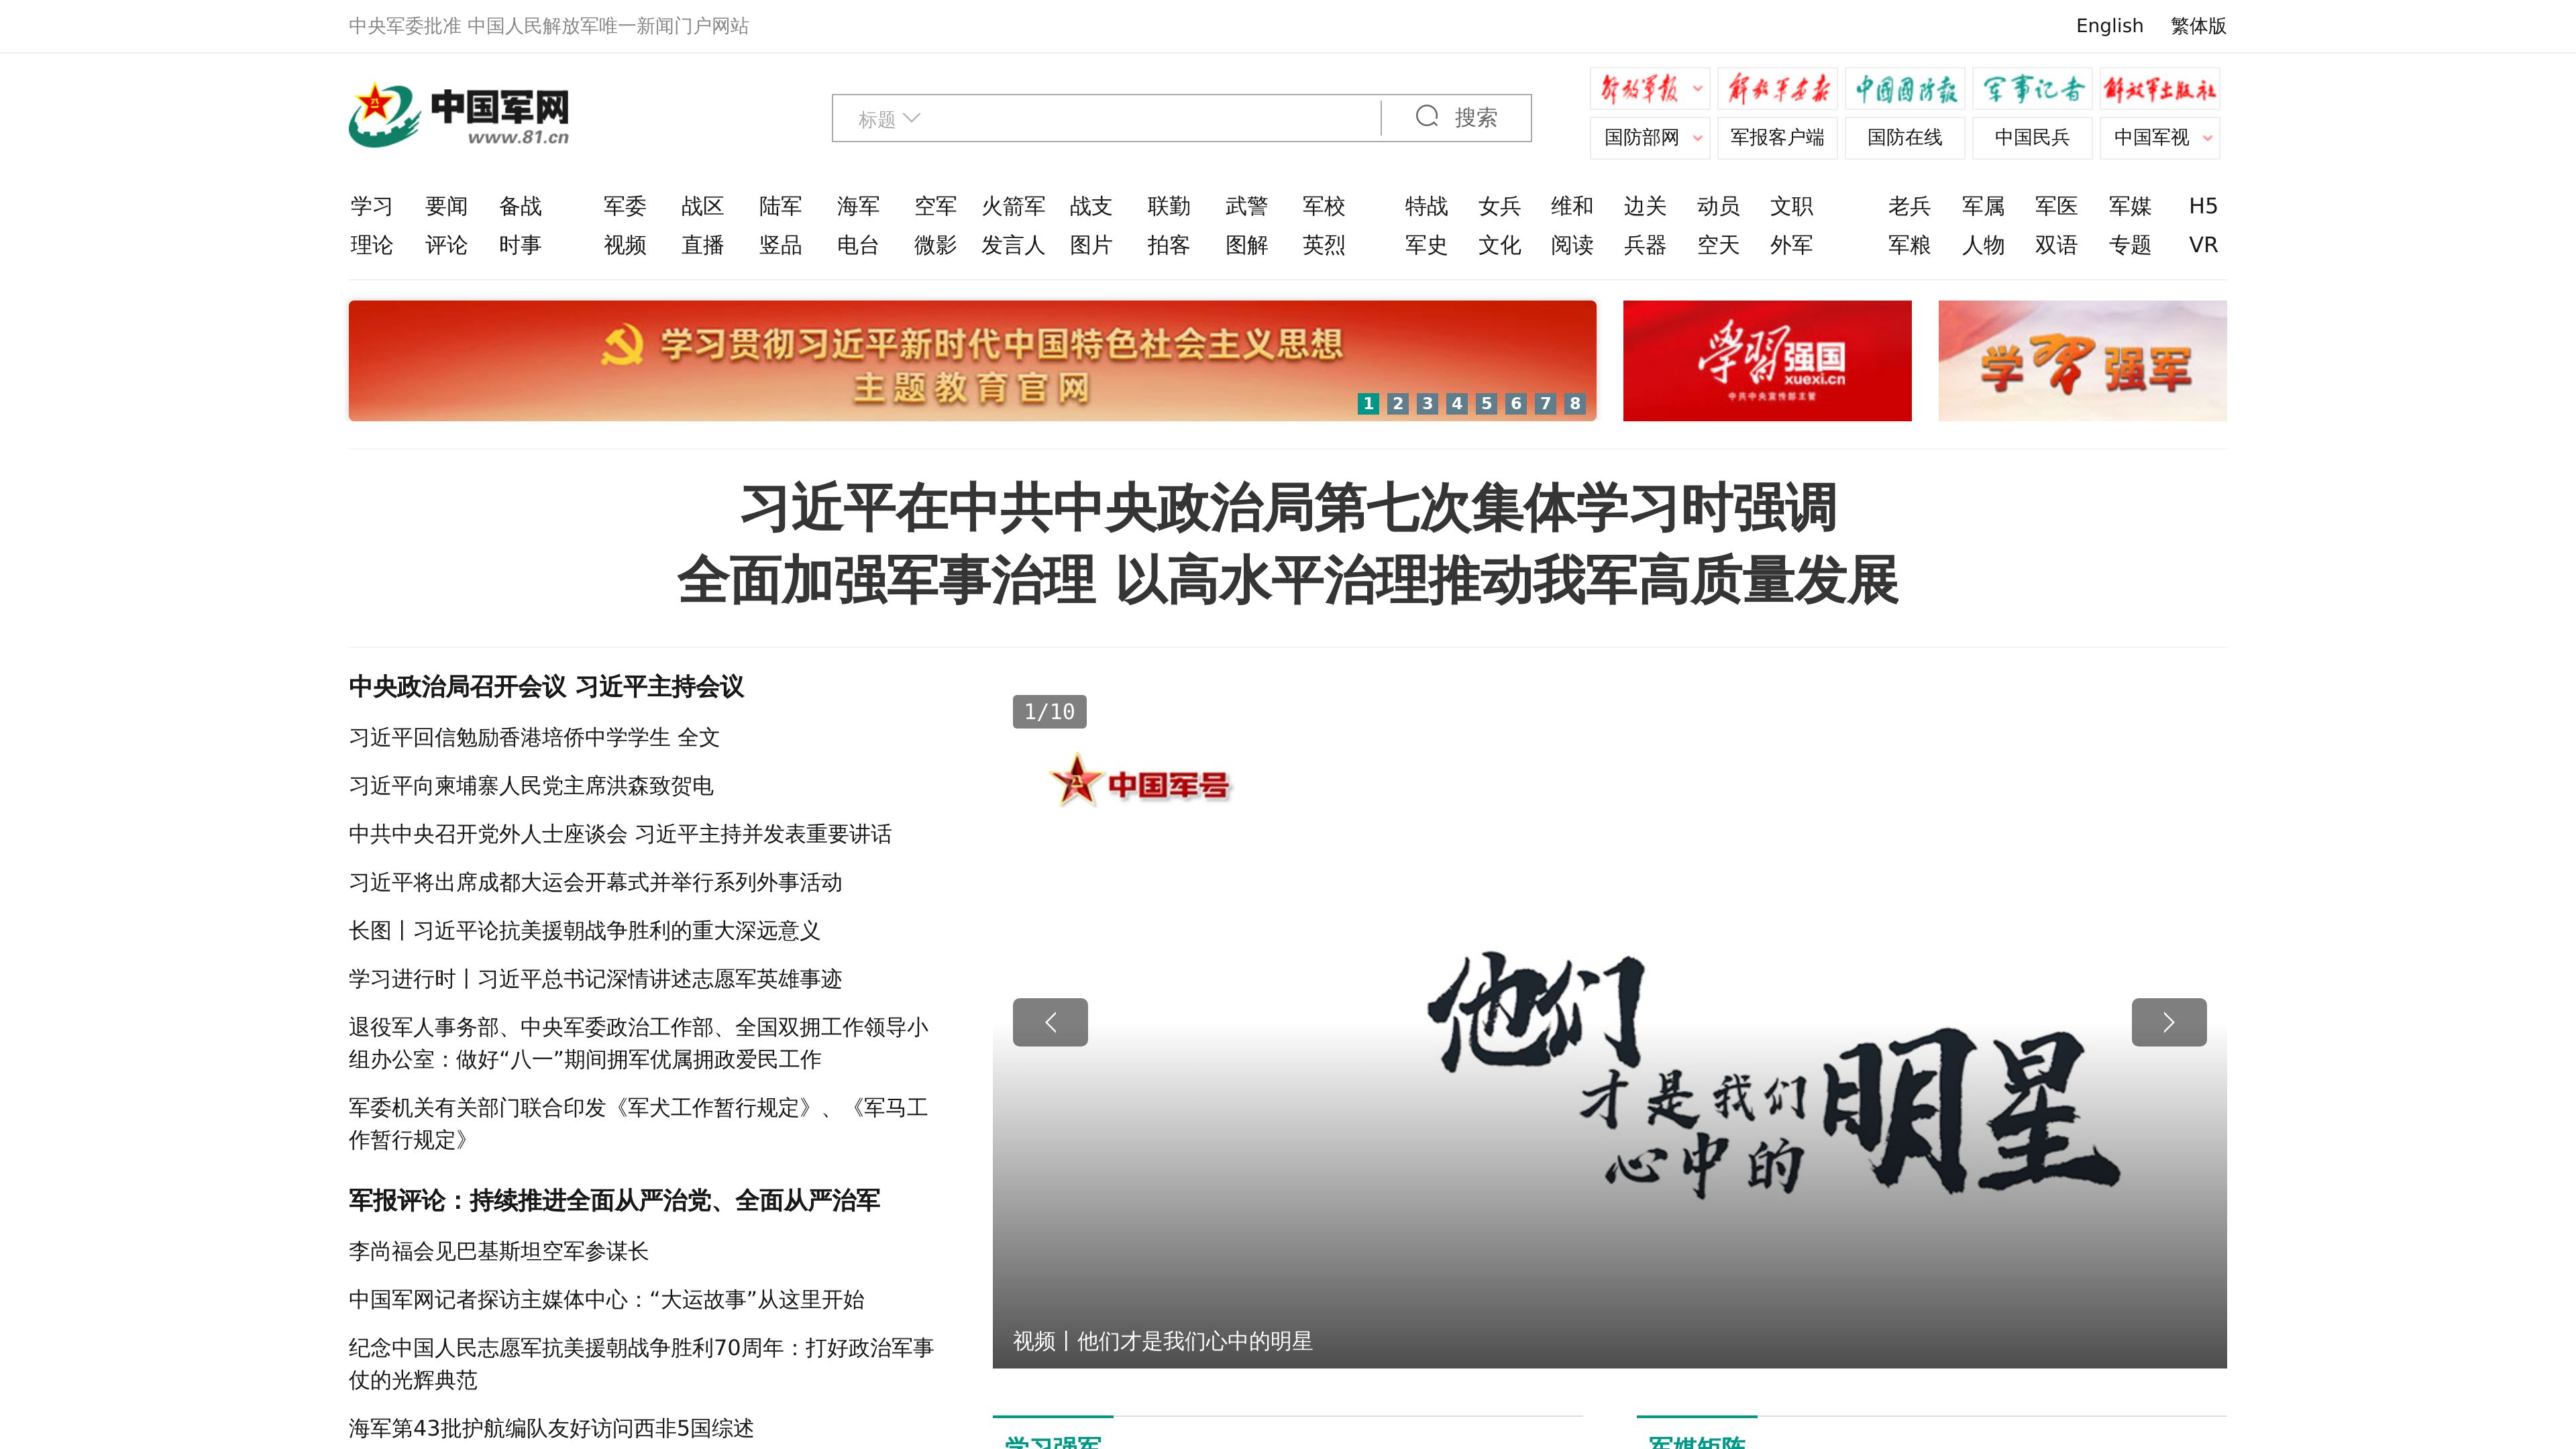 中央军委批准 中国人民解放军唯一新闻门户网站
English 繁体版
中国军网
www.81.cn
标题
搜索
解放军报 解放军画报 中国国防报 军事记者 解放军出版社
国防部网 军报客户端 国防在线 中国民兵 中国军视
学习 要闻 备战 军委 战区 陆军 海军 空军 火箭军 战支 联勤 武警 军校 特战 女兵 维和 边关 动员 文职 老兵 军属 军医 军媒 H5
理论 评论 时事 视频 直播 竖品 电台 微影 发言人 图片 拍客 图解 英烈 军史 文化 阅读 兵器 空天 外军 军粮 人物 双语 专题 VR
学习贯彻习近平新时代中国特色社会主义思想
主题教育官网
1 2 3 4 5 6 7 8
学習强国
xuexi.cn
中共中央宣传部主管
学習强军
习近平在中共中央政治局第七次集体学习时强调
全面加强军事治理 以高水平治理推动我军高质量发展
中央政治局召开会议 习近平主持会议
习近平回信勉励香港培侨中学学生 全文
习近平向柬埔寨人民党主席洪森致贺电
中共中央召开党外人士座谈会 习近平主持并发表重要讲话
习近平将出席成都大运会开幕式并举行系列外事活动
长图丨习近平论抗美援朝战争胜利的重大深远意义
学习进行时丨习近平总书记深情讲述志愿军英雄事迹
退役军人事务部、中央军委政治工作部、全国双拥工作领导小
组办公室：做好“八一”期间拥军优属拥政爱民工作
军委机关有关部门联合印发《军犬工作暂行规定》、《军马工
作暂行规定》
军报评论：持续推进全面从严治党、全面从严治军
李尚福会见巴基斯坦空军参谋长
中国军网记者探访主媒体中心：“大运故事”从这里开始
纪念中国人民志愿军抗美援朝战争胜利70周年：打好政治军事
仗的光辉典范
海军第43批护航编队友好访问西非5国综述
1/10
中国军号
他们
才是我们
心中的
明星
视频丨他们才是我们心中的明星
学习强军
军媒矩阵